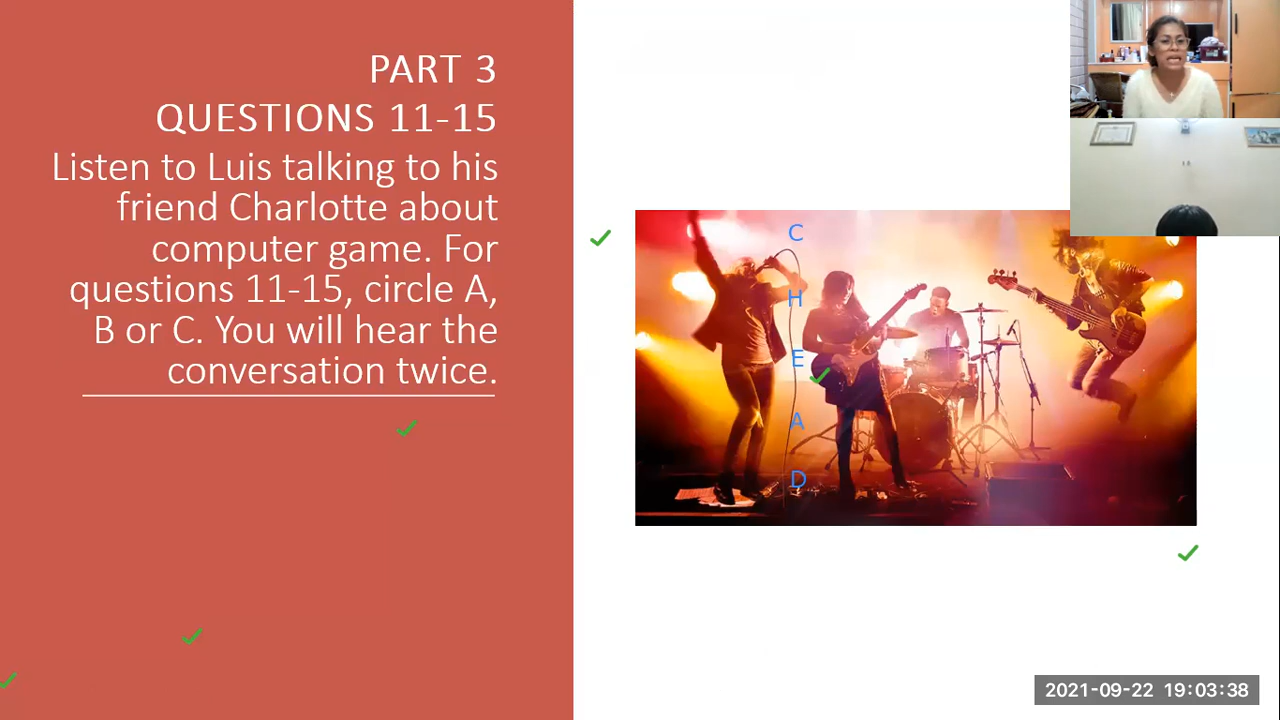 PART 3
QUESTIONS 11-15
Listen to Luis talking to his
friend Charlotte about
computer game. For
questions 11-15, circle A,
B or C. You will hear the
conversation twice.
C
H
E
A
D
2021-09-22 19:03:38